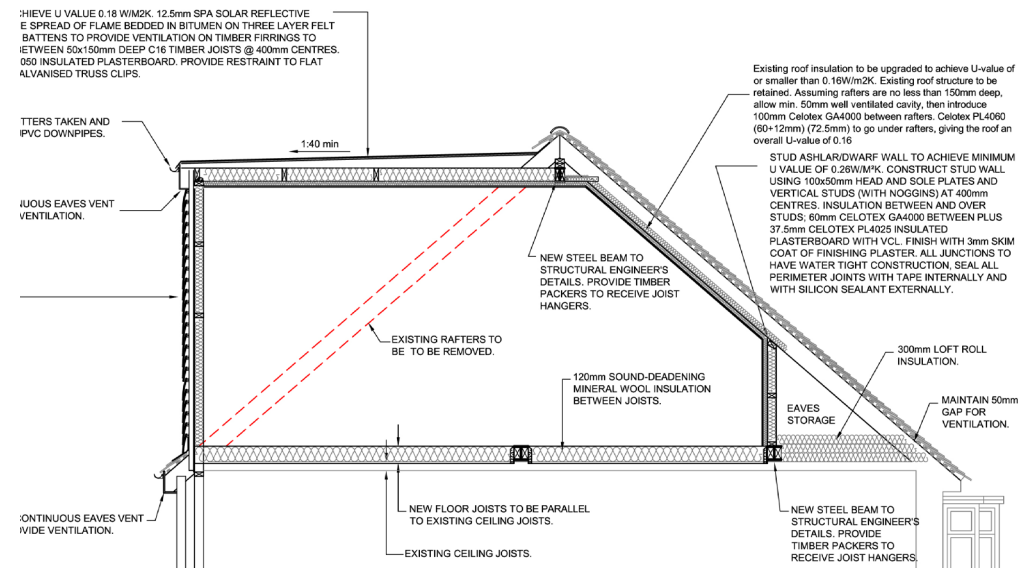 HIEVE U VALUE 0.18 W/M2K. 12.5mm SPA SOLAR REFLECTIVE
E SPREAD OF FLAME BEDDED IN BITUMEN ON THREE LAYER FELT
BATTENS TO PROVIDE VENTILATION ON TIMBER FIRRINGS TO
ETWEEN 50x150mm DEEP C16 TIMBER JOISTS @ 400mm CENTRES.
050 INSULATED PLASTERBOARD. PROVIDE RESTRAINT TO FLAT
ALVANISED TRUSS CLIPS.
TTERS TAKEN AND
PVC DOWNPIPES.
NUOUS EAVES VENT
VENTILATION.
1:40 min
Existing roof insulation to be upgraded to achieve U-value of
or smaller than 0.16W/m2K. Existing roof structure to be
retained. Assuming rafters are no less than 150mm deep,
allow min. 50mm well ventilated cavity, then introduce
100mm Celotex GA4000 between rafters. Celotex PL4060
(60+12mm) (72.5mm) to go under rafters, giving the roof an
overall U-value of 0.16
STUD ASHLAR/DWARF WALL TO ACHIEVE MINIMUM
U VALUE OF 0.26W/M²K. CONSTRUCT STUD WALL
USING 100x50mm HEAD AND SOLE PLATES AND
VERTICAL STUDS (WITH NOGGINS) AT 400mm
CENTRES. INSULATION BETWEEN AND OVER
STUDS; 60mm CELOTEX GA4000 BETWEEN PLUS
37.5mm CELOTEX PL4025 INSULATED
PLASTERBOARD WITH VCL. FINISH WITH 3mm SKIM
COAT OF FINISHING PLASTER. ALL JUNCTIONS TO
HAVE WATER TIGHT CONSTRUCTION, SEAL ALL
PERIMETER JOINTS WITH TAPE INTERNALLY AND
WITH SILICON SEALANT EXTERNALLY.
NEW STEEL BEAM TO
STRUCTURAL ENGINEER'S
DETAILS. PROVIDE TIMBER
PACKERS TO RECEIVE JOIST
HANGERS.
EXISTING RAFTERS TO
BE TO BE REMOVED.
120mm SOUND-DEADENING
MINERAL WOOL INSULATION
BETWEEN JOISTS.
300mm LOFT ROLL
INSULATION.
EAVES
STORAGE
MAINTAIN 50mm
GAP FOR
VENTILATION.
NEW FLOOR JOISTS TO BE PARALLEL
TO EXISTING CEILING JOISTS.
EXISTING CEILING JOISTS.
CONTINUOUS EAVES VENT
VIDE VENTILATION.
NEW STEEL BEAM TO
STRUCTURAL ENGINEER'S
DETAILS. PROVIDE
TIMBER PACKERS TO
RECEIVE JOIST HANGERS.